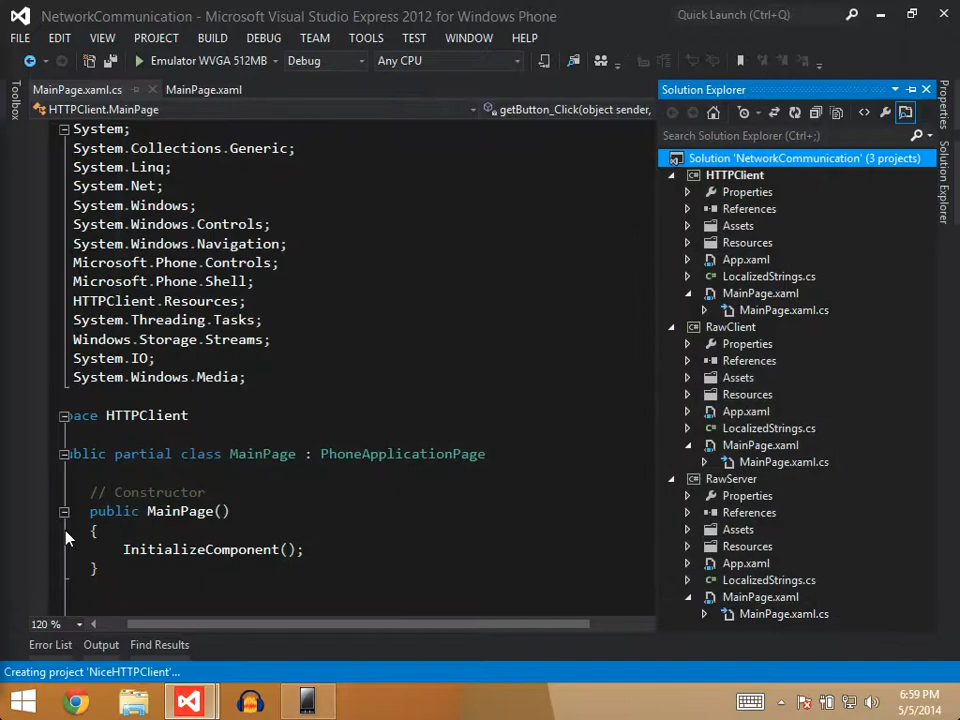 NetworkCommunication - Microsoft Visual Studio Express 2012 for Windows Phone
Quick Launch (Ctrl+Q)
FILE EDIT VIEW PROJECT BUILD DEBUG TEAM TOOLS TEST WINDOW HELP
Emulator WVGA 512MB Debug Any CPU
Toolbox
MainPage.xaml.cs MainPage.xaml
HTTPClient.MainPage getButton_Click(object sender,
System;
System.Collections.Generic;
System.Linq;
System.Net;
System.Windows;
System.Windows.Controls;
System.Windows.Navigation;
Microsoft.Phone.Controls;
Microsoft.Phone.Shell;
HTTPClient.Resources;
System.Threading.Tasks;
Windows.Storage.Streams;
System.IO;
System.Windows.Media;
pace HTTPClient
ublic partial class MainPage : PhoneApplicationPage
// Constructor
public MainPage()
{
InitializeComponent();
}
120 %
Solution Explorer
Search Solution Explorer (Ctrl+;)
Solution 'NetworkCommunication' (3 projects)
HTTPClient
Properties
References
Assets
Resources
App.xaml
LocalizedStrings.cs
MainPage.xaml
MainPage.xaml.cs
RawClient
Properties
References
Assets
Resources
App.xaml
LocalizedStrings.cs
MainPage.xaml
MainPage.xaml.cs
RawServer
Properties
References
Assets
Resources
App.xaml
LocalizedStrings.cs
MainPage.xaml
MainPage.xaml.cs
Properties
Solution Explorer
Error List Output Find Results
Creating project 'NiceHTTPClient'...
6:59 PM
5/5/2014